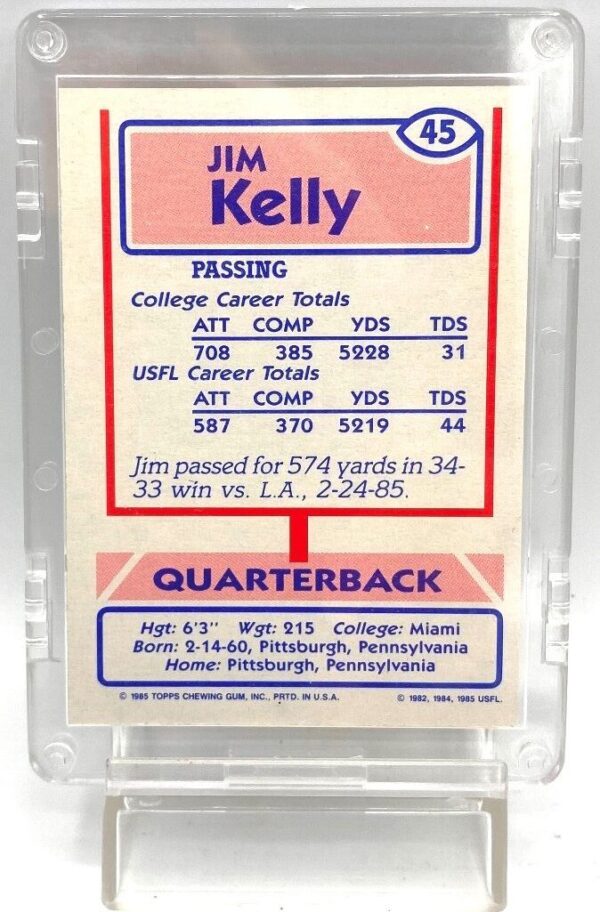 45
JIM
Kelly
PASSING
College Career Totals
ATT COMP YDS TDS
708 385 5228 31
USFL Career Totals
ATT COMP YDS TDS
587 370 5219 44
Jim passed for 574 yards in 34-
33 win vs. L.A., 2-24-85.
QUARTERBACK
Hgt: 6'3'' Wgt: 215 College: Miami
Born: 2-14-60, Pittsburgh, Pennsylvania
Home: Pittsburgh, Pennsylvania
© 1985 TOPPS CHEWING GUM, INC., PRTD. IN U.S.A. © 1982, 1984, 1985 USFL.